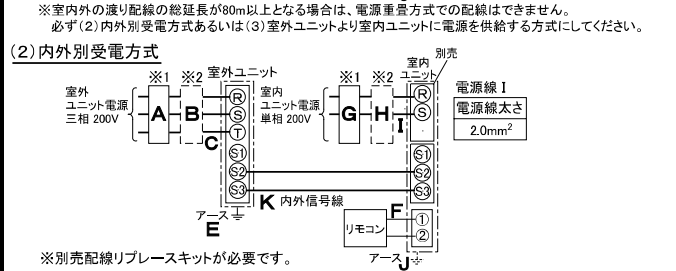 ※室内外の渡り配線の総延長が80m以上となる場合は、電源重畳方式での配線はできません。
必ず(2)内外別受電方式あるいは(3)室外ユニットより室内ユニットに電源を供給する方式にしてください。
(2)内外別受電方式
※1 ※2 室外ユニット
室外
ユニット電源
三相 200V
A
B
C
R
S
T
S1
S2
S3
アース
E
※1 ※2
室内
ユニット
別売
室内
ユニット電源
単相 200V
G
H
I
R
S
S1
S2
S3
K 内外信号線
F
リモコン
①
②
アース
J
電源線 I
電源線太さ
2.0mm²
※別売配線リプレースキットが必要です。